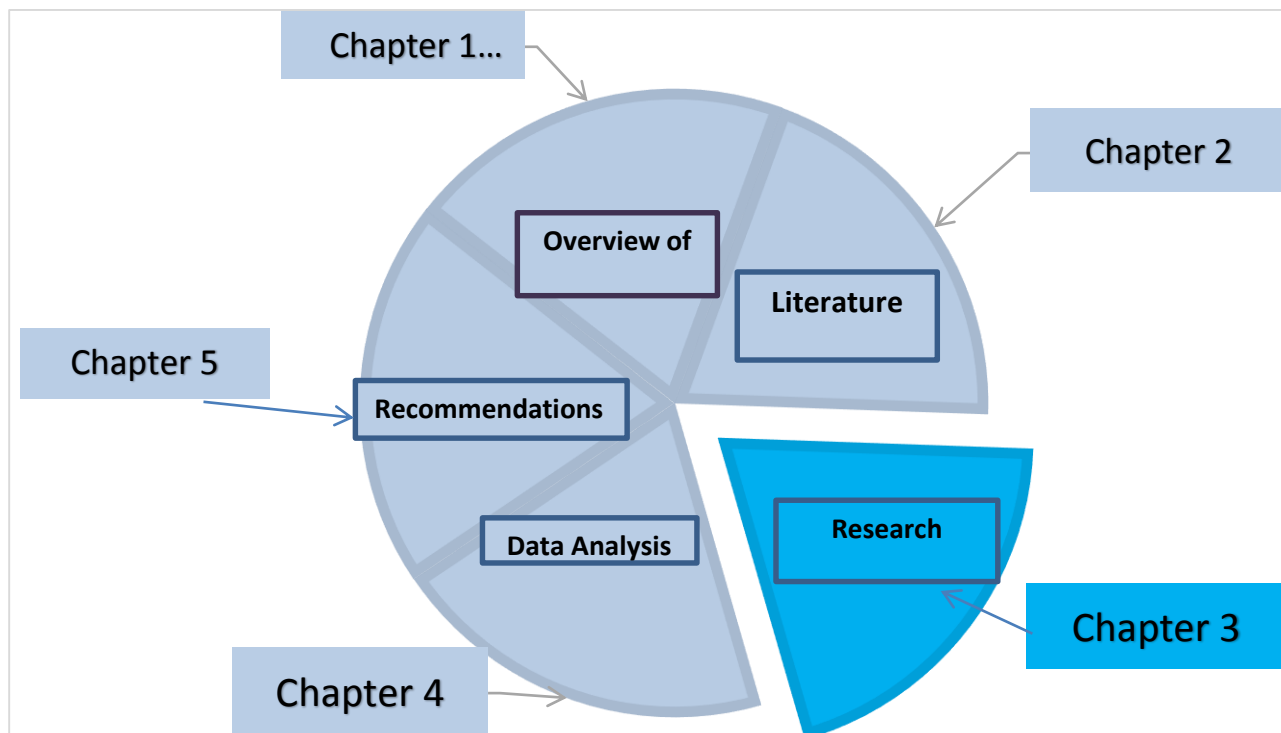 Chapter 1…
Chapter 2
Overview of
Literature
Chapter 5
Recommendations
Research
Data Analysis
Chapter 3
Chapter 4